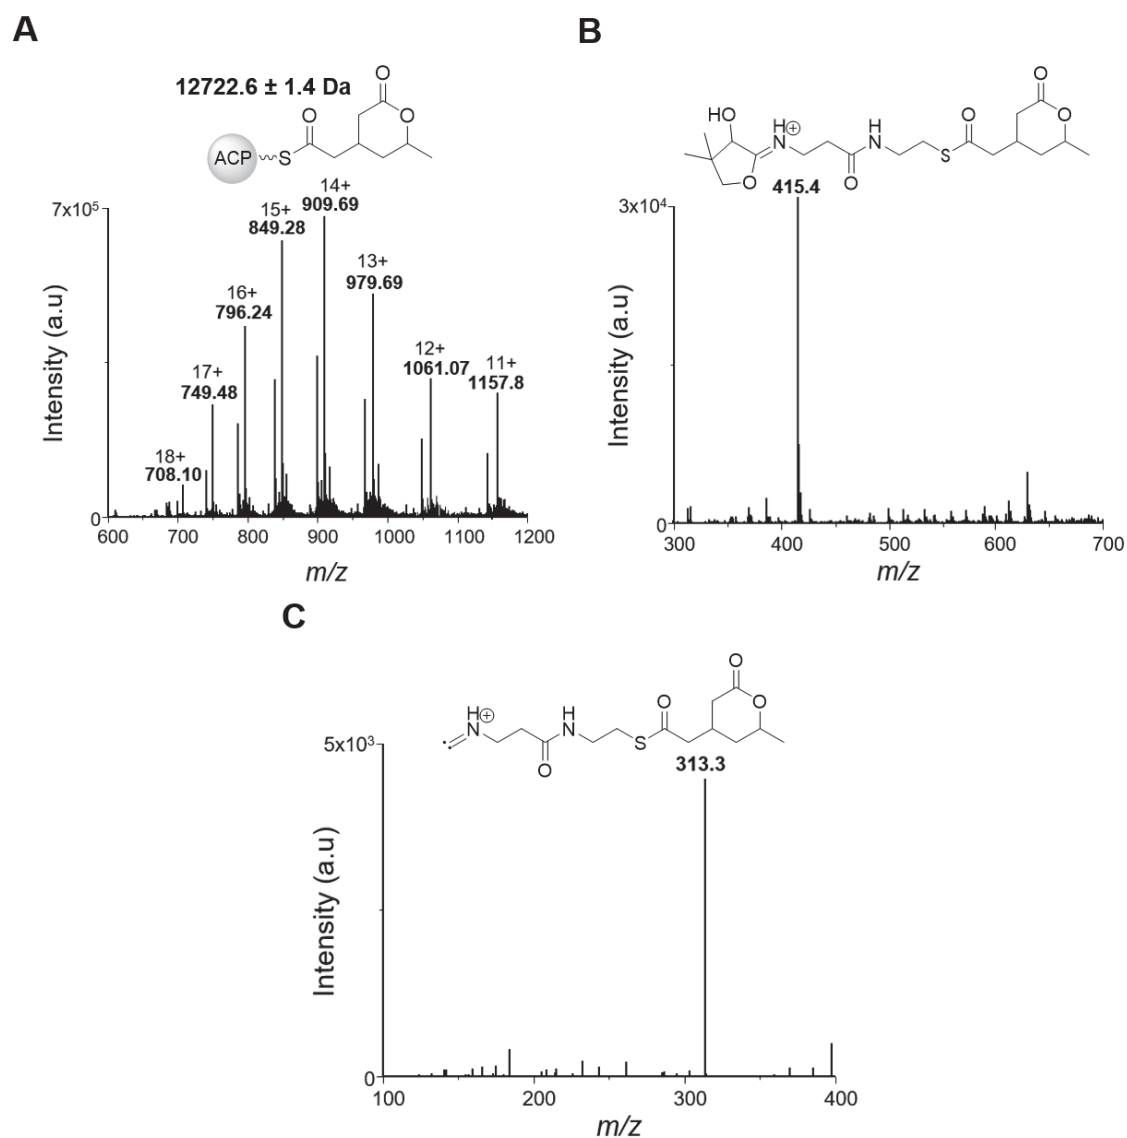 A
12722.6 ± 1.4 Da
O
O
O
ACP
S
7x10⁵
14+
909.69
15+
849.28
13+
979.69
16+
796.24
12+
1061.07
11+
1157.8
17+
749.48
18+
708.10
Intensity (a.u)
0
600 700 800 900 1000 1100 1200
m/z
B
O
HO
H
N
⊕
H
N
O
O
S
O
O
415.4
3x10⁴
Intensity (a.u)
0
300 400 500 600 700
m/z
C
O
H
N
⊕
H
N
O
O
S
O
313.3
5x10³
Intensity (a.u)
0
100 200 300 400
m/z